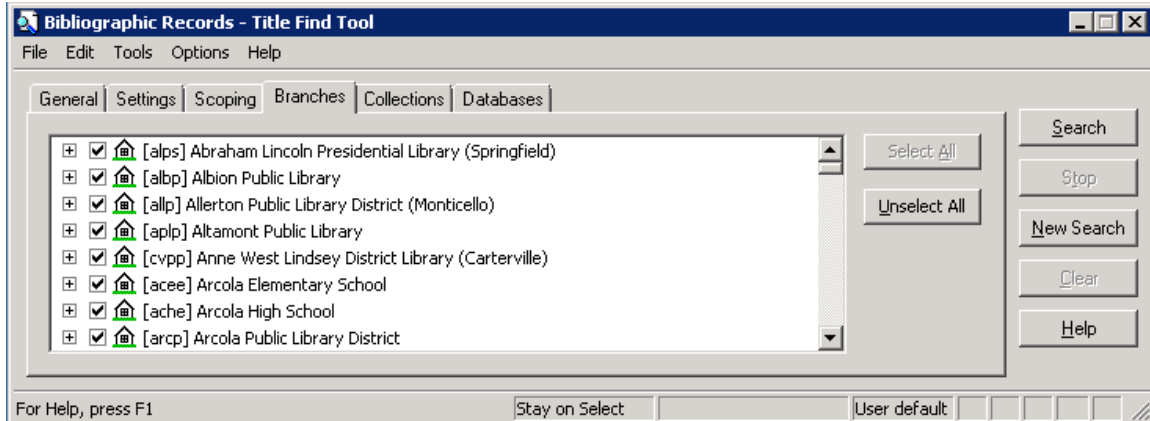 Bibliographic Records - Title Find Tool
File Edit Tools Options Help
General Settings Scoping Branches Collections Databases
[alps] Abraham Lincoln Presidential Library (Springfield)
[albp] Albion Public Library
[allp] Allerton Public Library District (Monticello)
[aplp] Altamont Public Library
[cvpp] Anne West Lindsey District Library (Carterville)
[acee] Arcola Elementary School
[ache] Arcola High School
[arcp] Arcola Public Library District
Select All
Unselect All
Search
Stop
New Search
Clear
Help
For Help, press F1 Stay on Select User default